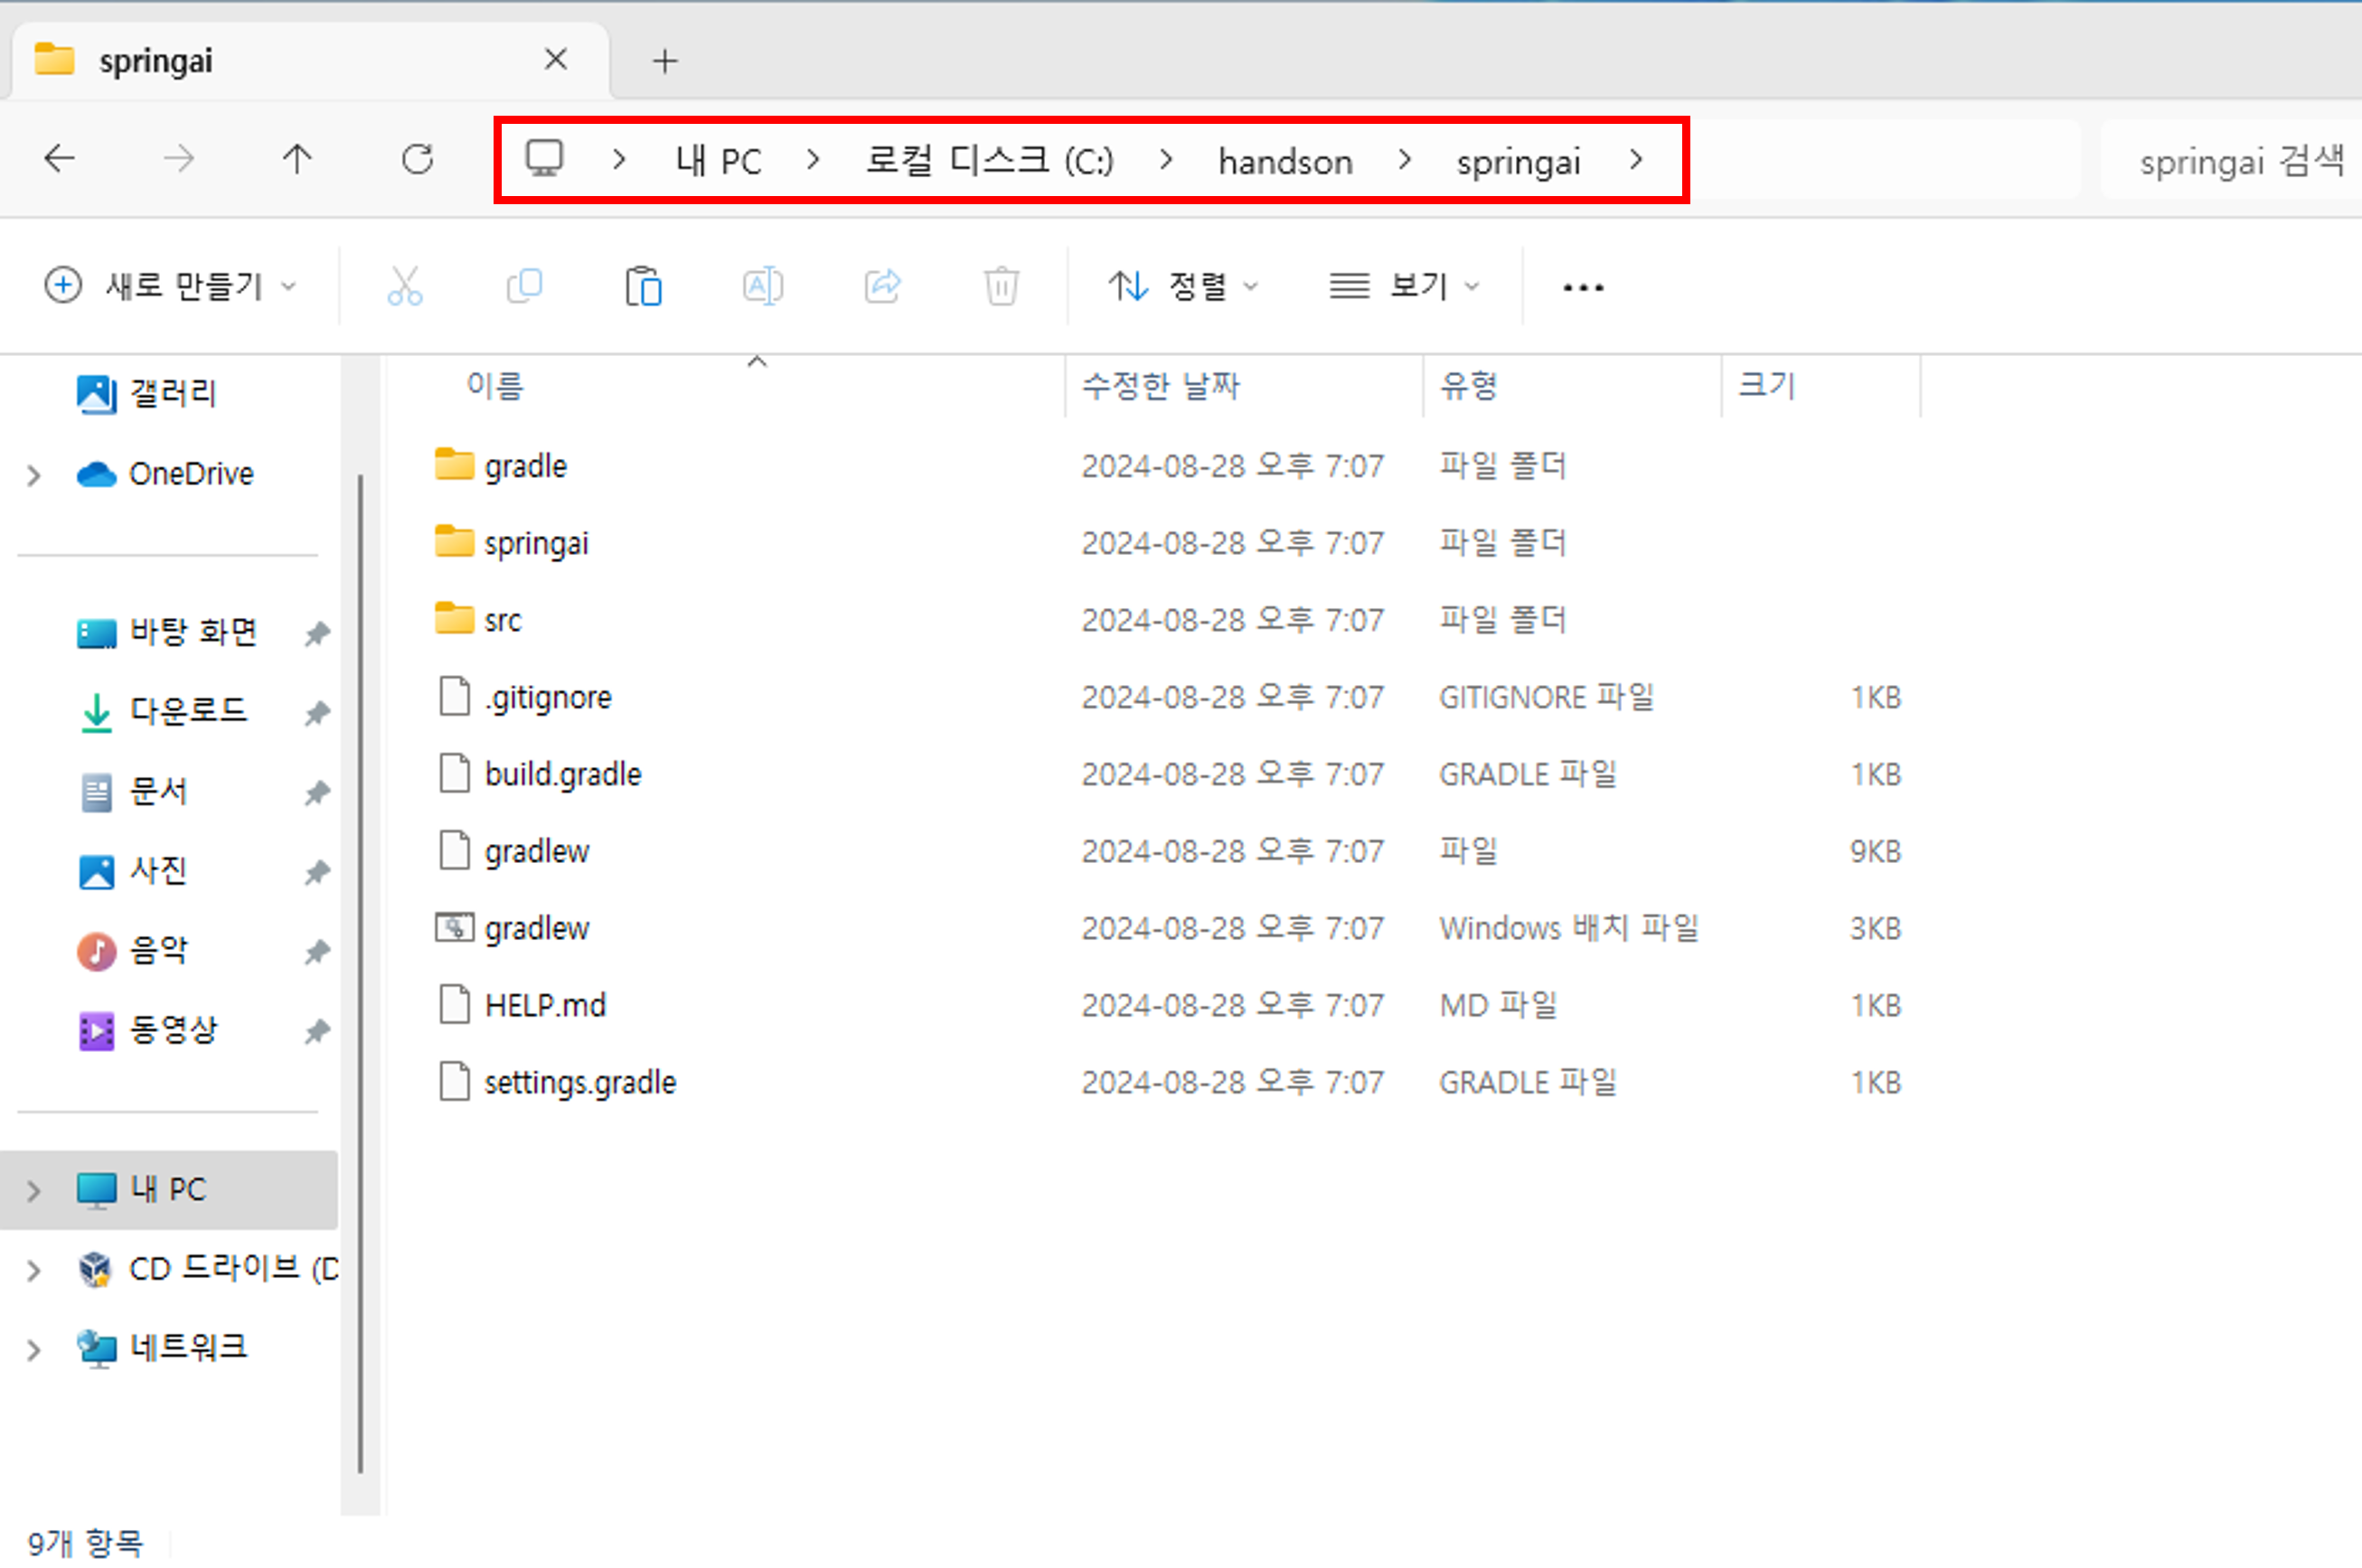 springai
내 PC 로컬 디스크 (C:) handson springai
springai 검색
새로 만들기 정렬 보기
갤러리
OneDrive
바탕 화면
다운로드
문서
사진
음악
동영상
내 PC
CD 드라이브 (D
네트워크
이름 수정한 날짜 유형 크기
gradle 2024-08-28 오후 7:07 파일 폴더
springai 2024-08-28 오후 7:07 파일 폴더
src 2024-08-28 오후 7:07 파일 폴더
.gitignore 2024-08-28 오후 7:07 GITIGNORE 파일 1KB
build.gradle 2024-08-28 오후 7:07 GRADLE 파일 1KB
gradlew 2024-08-28 오후 7:07 파일 9KB
gradlew 2024-08-28 오후 7:07 Windows 배치 파일 3KB
HELP.md 2024-08-28 오후 7:07 MD 파일 1KB
settings.gradle 2024-08-28 오후 7:07 GRADLE 파일 1KB
9개 항목